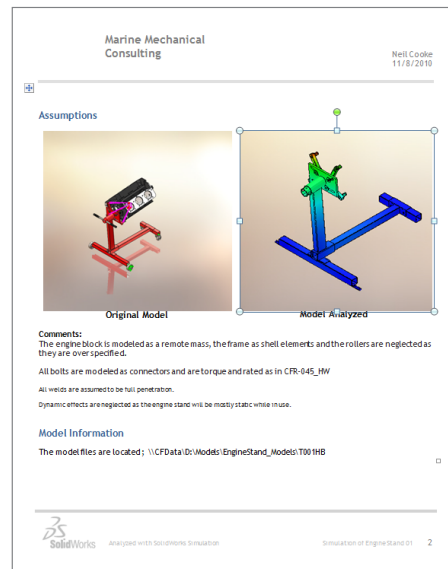 Marine Mechanical
Consulting
Neil Cooke
11/8/2010
Assumptions
Original Model
Model Analyzed
Comments:
The engine block is modeled as a remote mass, the frame as shell elements and the rollers are neglected as
they are over specified.
All bolts are modeled as connectors and are torque and rated as in CFR-045_HW
All welds are assumed to be full penetration.
Dynamic effects are neglected as the engine stand will be mostly static while in use.
Model Information
The model files are located; \\CFData\D:\Models\EngineStand_Models\T001HB
SolidWorks
Analyzed with SolidWorks Simulation
Simulation of Engine Stand 01
2